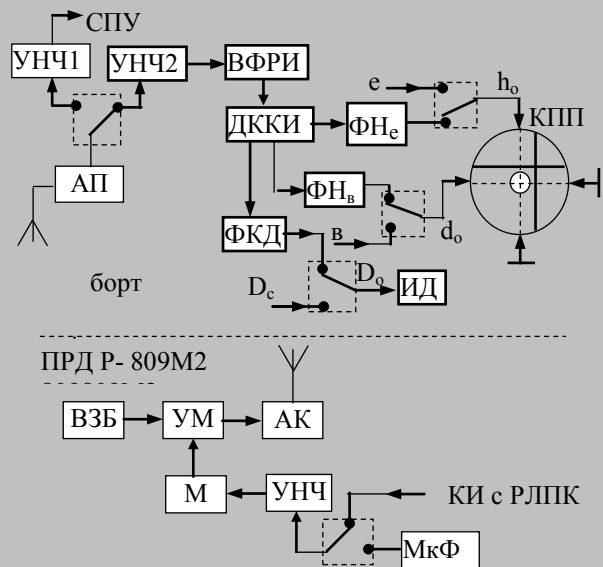 СПУ
УНЧ1
УНЧ2
ВФРИ
АП
ДККИ
ФНе
е
hо
КПП
ФНв
в
dо
ФКД
борт
Dс
Dо
ИД
ПРД Р- 809М2
ВЗБ
УМ
АК
М
УНЧ
КИ с РЛПК
МкФ